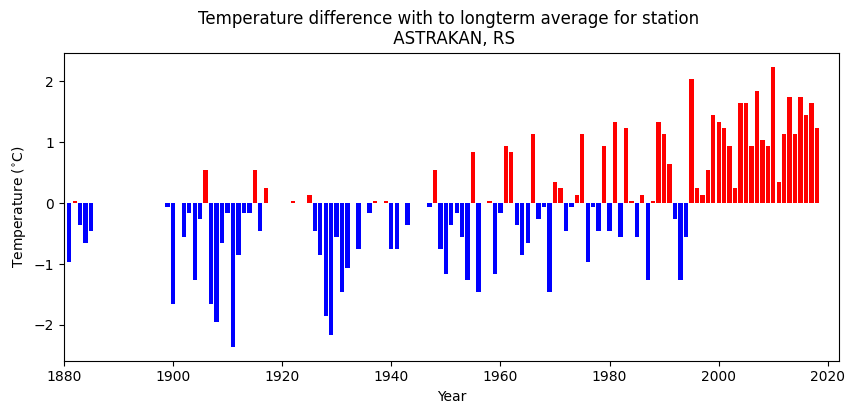 Temperature difference with to longterm average for station
ASTRAKAN, RS
Temperature (°C)
2
1
0
−1
−2
1880 1900 1920 1940 1960 1980 2000 2020
Year